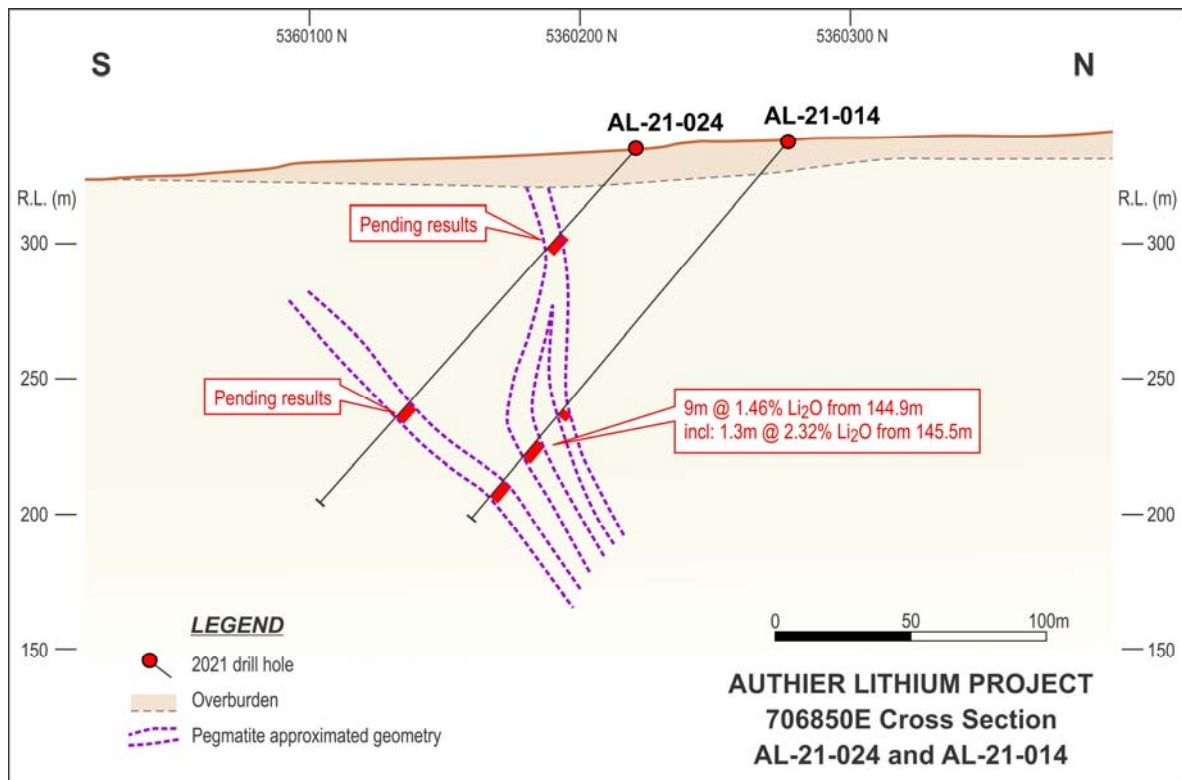 5360100 N
5360200 N
5360300 N
S
N
AL-21-024
AL-21-014
R.L. (m)
R.L. (m)
Pending results
300
300
250
250
Pending results
9m @ 1.46% Li₂O from 144.9m
incl: 1.3m @ 2.32% Li₂O from 145.5m
200
200
150
150
LEGEND
2021 drill hole
Overburden
Pegmatite approximated geometry
0
50
100m
AUTHIER LITHIUM PROJECT
706850E Cross Section
AL-21-024 and AL-21-014